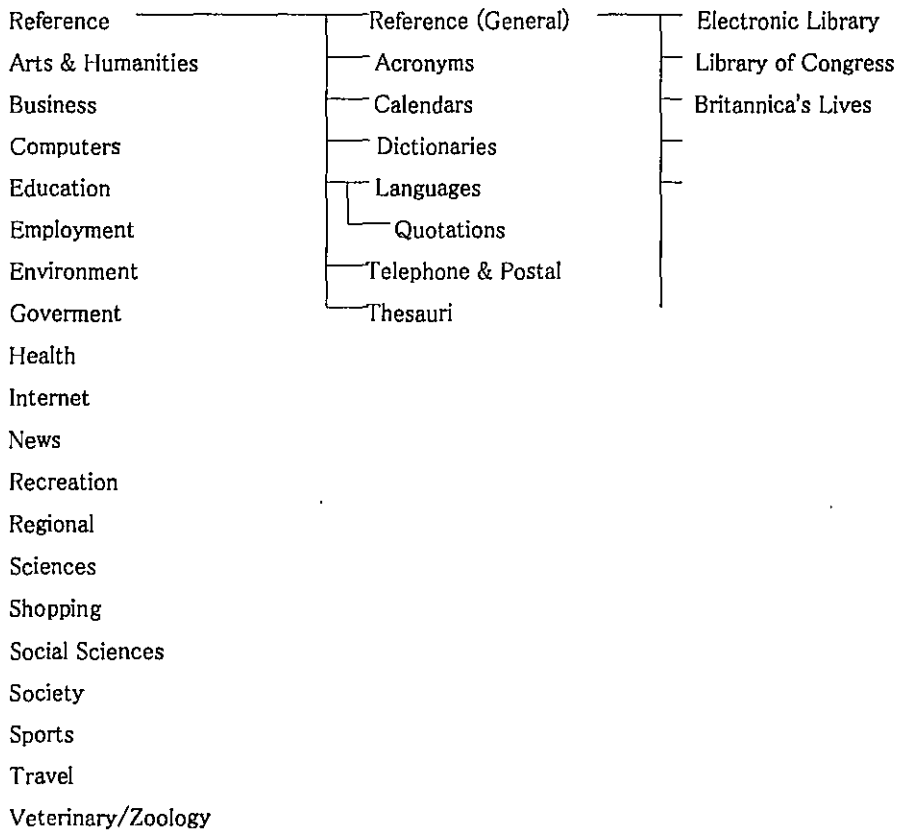 Reference Reference (General) Electronic Library
Arts & Humanities Acronyms Library of Congress
Business Calendars Britannica's Lives
Computers Dictionaries
Education Languages
Employment Quotations
Environment Telephone & Postal
Goverment Thesauri
Health
Internet
News
Recreation
Regional
Sciences
Shopping
Social Sciences
Society
Sports
Travel
Veterinary/Zoology